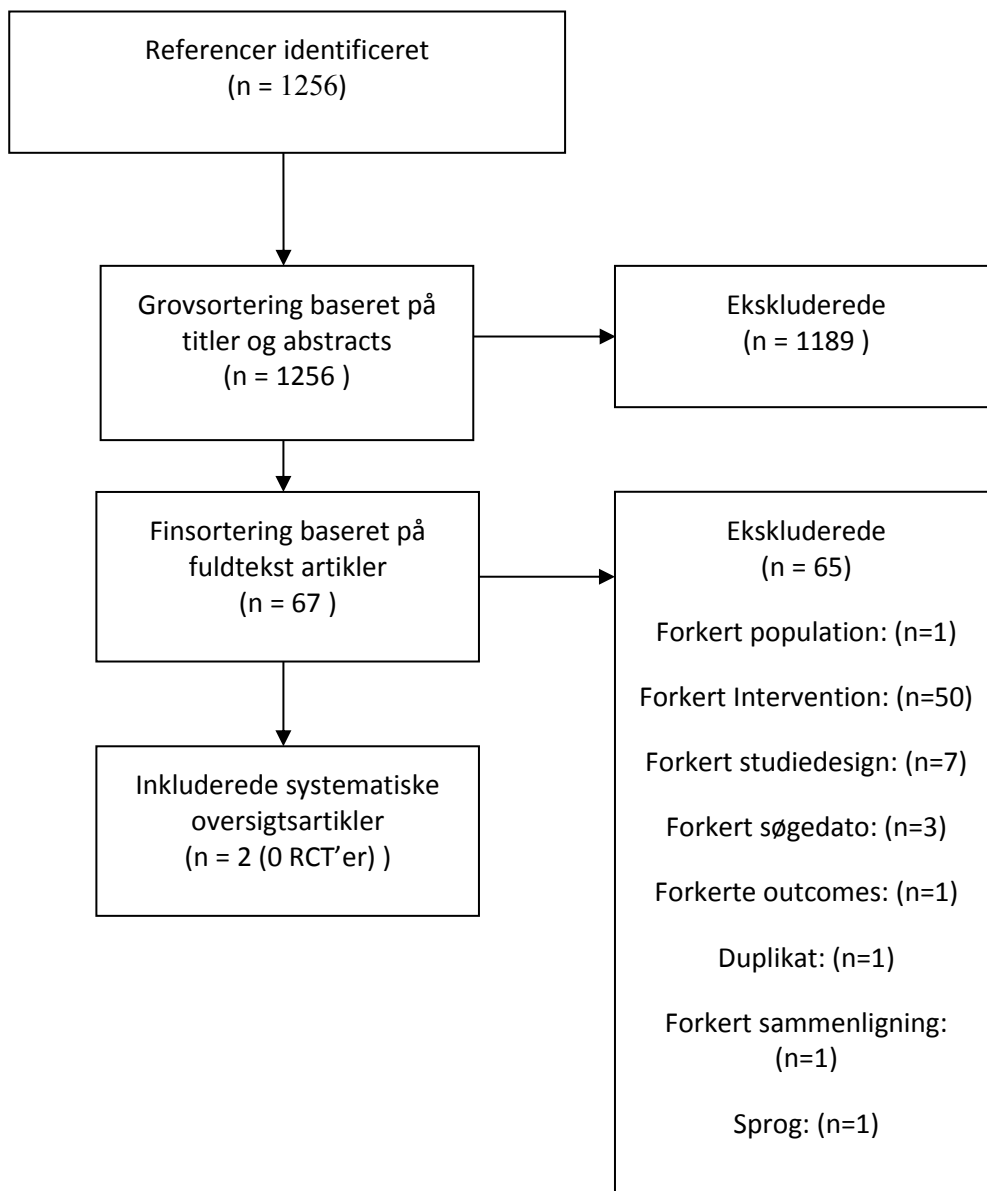 Referencer identificeret
(n = 1256)
Grovsortering baseret på
titler og abstracts
(n = 1256 )
Ekskluderede
(n = 1189 )
Finsortering baseret på
fuldtekst artikler
(n = 67 )
Ekskluderede
(n = 65)
Forkert population: (n=1)
Forkert Intervention: (n=50)
Forkert studiedesign: (n=7)
Forkert søgedato: (n=3)
Forkerte outcomes: (n=1)
Duplikat: (n=1)
Forkert sammenligning:
(n=1)
Sprog: (n=1)
Inkluderede systematiske
oversigtsartikler
(n = 2 (0 RCT’er) )